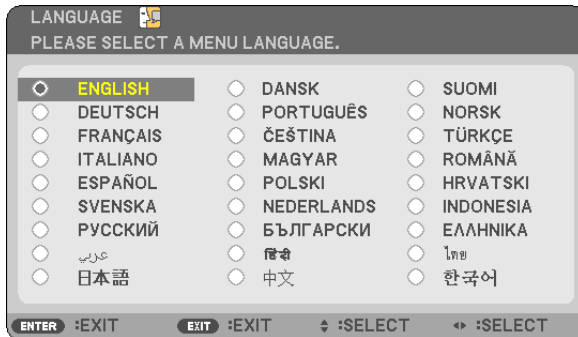 LANGUAGE
PLEASE SELECT A MENU LANGUAGE.
ENGLISH DANSK SUOMI
DEUTSCH PORTUGUÊS NORSK
FRANÇAIS ČEŠTINA TÜRKÇE
ITALIANO MAGYAR ROMÂNĂ
ESPAÑOL POLSKI HRVATSKI
SVENSKA NEDERLANDS INDONESIA
РУССКИЙ БЪЛГАРСКИ ΕΛΛΗΝΙΚΑ
عربي हिंदी ไทย
日本語 中文 한국어
ENTER :EXIT EXIT :EXIT :SELECT :SELECT